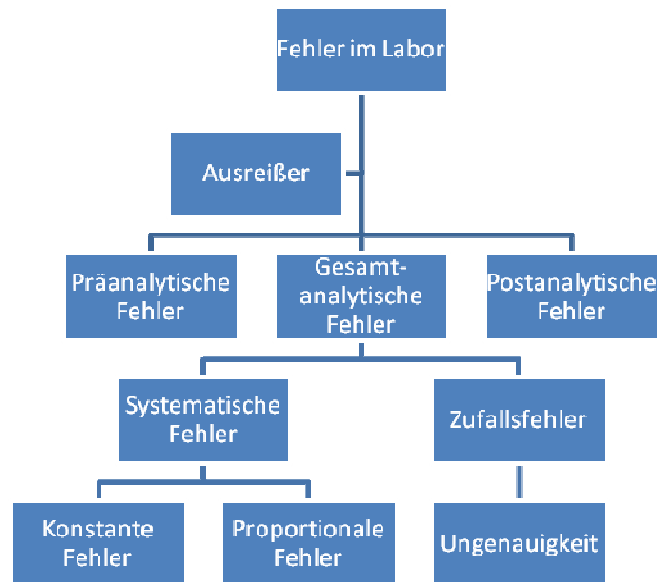 Fehler im Labor
Ausreißer
Präanalytische
Fehler
Gesamt-
analytische
Fehler
Postanalytische
Fehler
Systematische
Fehler
Zufallsfehler
Konstante
Fehler
Proportionale
Fehler
Ungenauigkeit